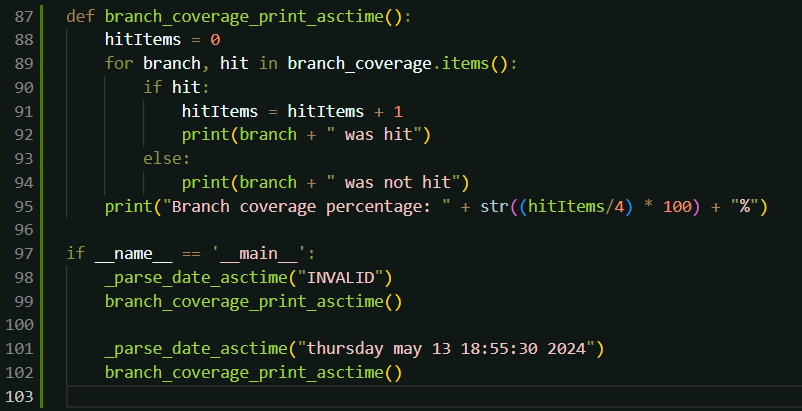 87 def branch_coverage_print_asctime():
88     hitItems = 0
89     for branch, hit in branch_coverage.items():
90         if hit:
91             hitItems = hitItems + 1
92             print(branch + " was hit")
93         else:
94             print(branch + " was not hit")
95     print("Branch coverage percentage: " + str((hitItems/4) * 100) + "%")
96
97 if __name__ == '__main__':
98     _parse_date_asctime("INVALID")
99     branch_coverage_print_asctime()
100
101     _parse_date_asctime("thursday may 13 18:55:30 2024")
102     branch_coverage_print_asctime()
103